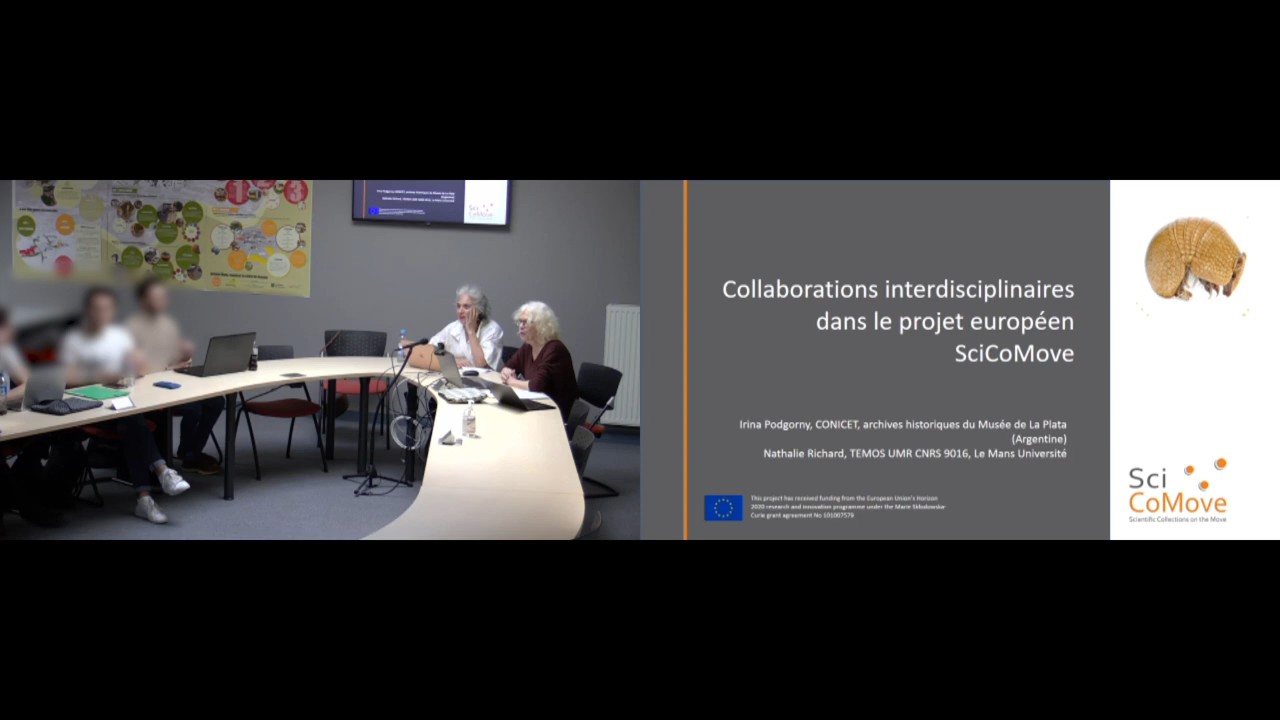 Sci
CoMove
Collaborations interdisciplinaires
dans le projet européen
SciCoMove
Irina Podgorny, CONICET, archives historiques du Musée de La Plata
(Argentine)
Nathalie Richard, TEMOS UMR CNRS 9016, Le Mans Université
This project has received funding from the European Union's Horizon
2020 research and innovation programme under the Marie Skłodowska-
Curie grant agreement No 101007579
Sci
CoMove
Scientific Collections on the Move